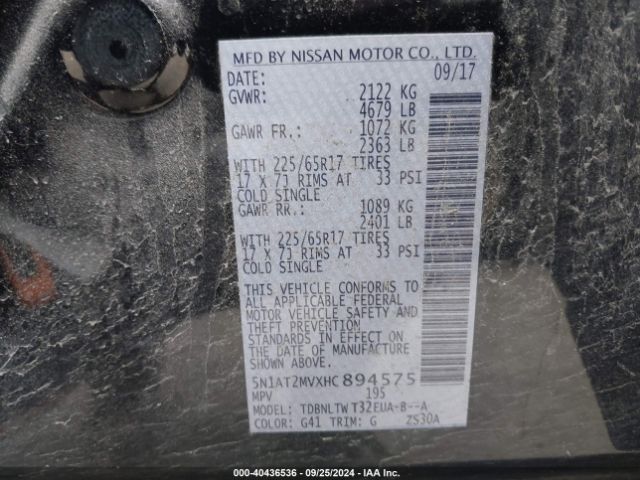 MFD BY NISSAN MOTOR CO., LTD.
DATE: 09/17
GVWR: 2122 KG
4679 LB
GAWR FR.: 1072 KG
2363 LB
WITH 225/65R17 TIRES
17 X 7J RIMS AT 33 PSI
COLD SINGLE
GAWR RR.: 1089 KG
2401 LB
WITH 225/65R17 TIRES
17 X 7J RIMS AT 33 PSI
COLD SINGLE
THIS VEHICLE CONFORMS TO
ALL APPLICABLE FEDERAL
MOTOR VEHICLE SAFETY AND
THEFT PREVENTION
STANDARDS IN EFFECT ON
THE DATE OF MANUFACTURE
SHOWN ABOVE.
5N1AT2MVXHC894575
MPV 195
MODEL: TDBNLTW T32EUA-B--A
COLOR: G41 TRIM: G ZS30A
000-40436536 - 09/25/2024 - IAA Inc.